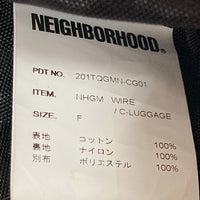 NEIGHBORHOOD®
PDT NO. 201TQGMN-CG01
ITEM: NHGM WIRE
/ C-LUGGAGE
SIZE: F
表地 コットン 100%
裏地 ナイロン 100%
別布 ポリエステル 100%